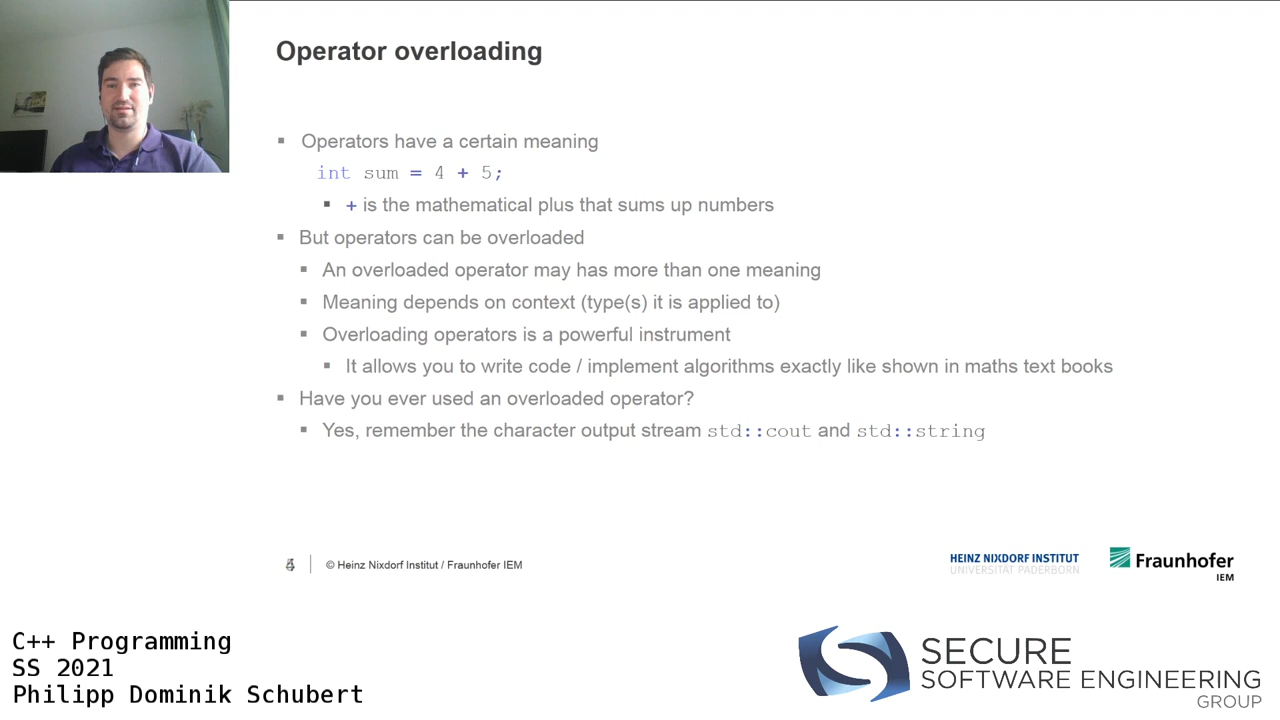 Operator overloading
Operators have a certain meaning
int sum = 4 + 5;
+ is the mathematical plus that sums up numbers
But operators can be overloaded
An overloaded operator may has more than one meaning
Meaning depends on context (type(s) it is applied to)
Overloading operators is a powerful instrument
It allows you to write code / implement algorithms exactly like shown in maths text books
Have you ever used an overloaded operator?
Yes, remember the character output stream std::cout and std::string
© Heinz Nixdorf Institut / Fraunhofer IEM
HEINZ NIXDORF INSTITUT
UNIVERSITÄT PADERBORN
Fraunhofer
IEM
C++ Programming
SS 2021
Philipp Dominik Schubert
SECURE
SOFTWARE ENGINEERING
GROUP